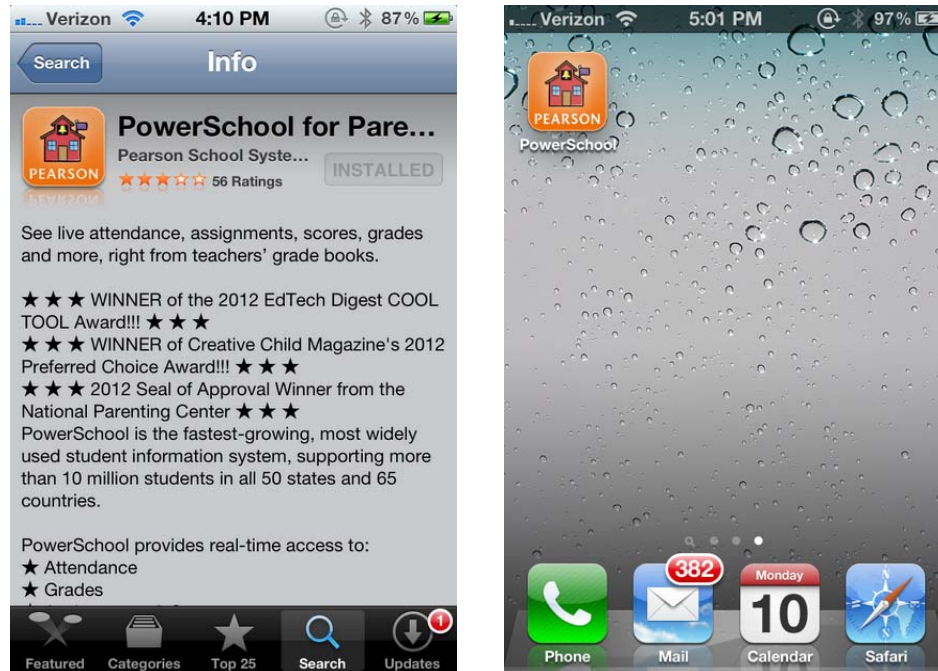 Verizon 4:10 PM 87%
Search Info
PowerSchool for Pare...
Pearson School Syste...
INSTALLED
PEARSON
56 Ratings
See live attendance, assignments, scores, grades
and more, right from teachers' grade books.
★ ★ ★ WINNER of the 2012 EdTech Digest COOL
TOOL Award!!! ★ ★ ★
★ ★ ★ WINNER of Creative Child Magazine's 2012
Preferred Choice Award!!! ★ ★ ★
★ ★ ★ 2012 Seal of Approval Winner from the
National Parenting Center ★ ★ ★
PowerSchool is the fastest-growing, most widely
used student information system, supporting more
than 10 million students in all 50 states and 65
countries.
PowerSchool provides real-time access to:
★ Attendance
★ Grades
1
Featured Categories Top 25 Search Updates
Verizon 5:01 PM 97%
PEARSON
PowerSchool
382
Monday
10
Phone Mail Calendar Safari